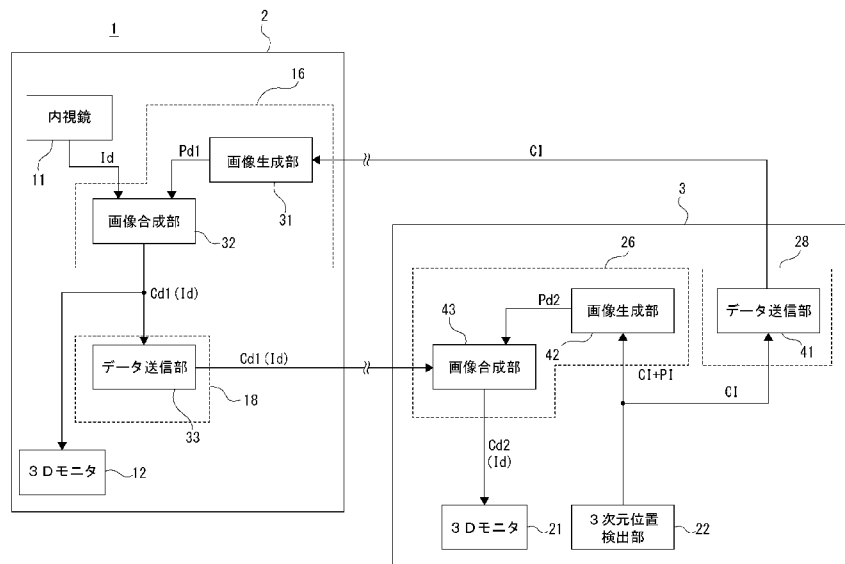 1
2
16
内視鏡
11
Id
Pd1
画像生成部
31
CI
画像合成部
32
3
26
28
Cd1(Id)
43
Pd2
画像生成部
42
データ送信部
41
データ送信部
33
18
Cd1(Id)
画像合成部
CI+PI
CI
Cd2
(Id)
3Dモニタ
12
3Dモニタ
21
3次元位置
検出部
22